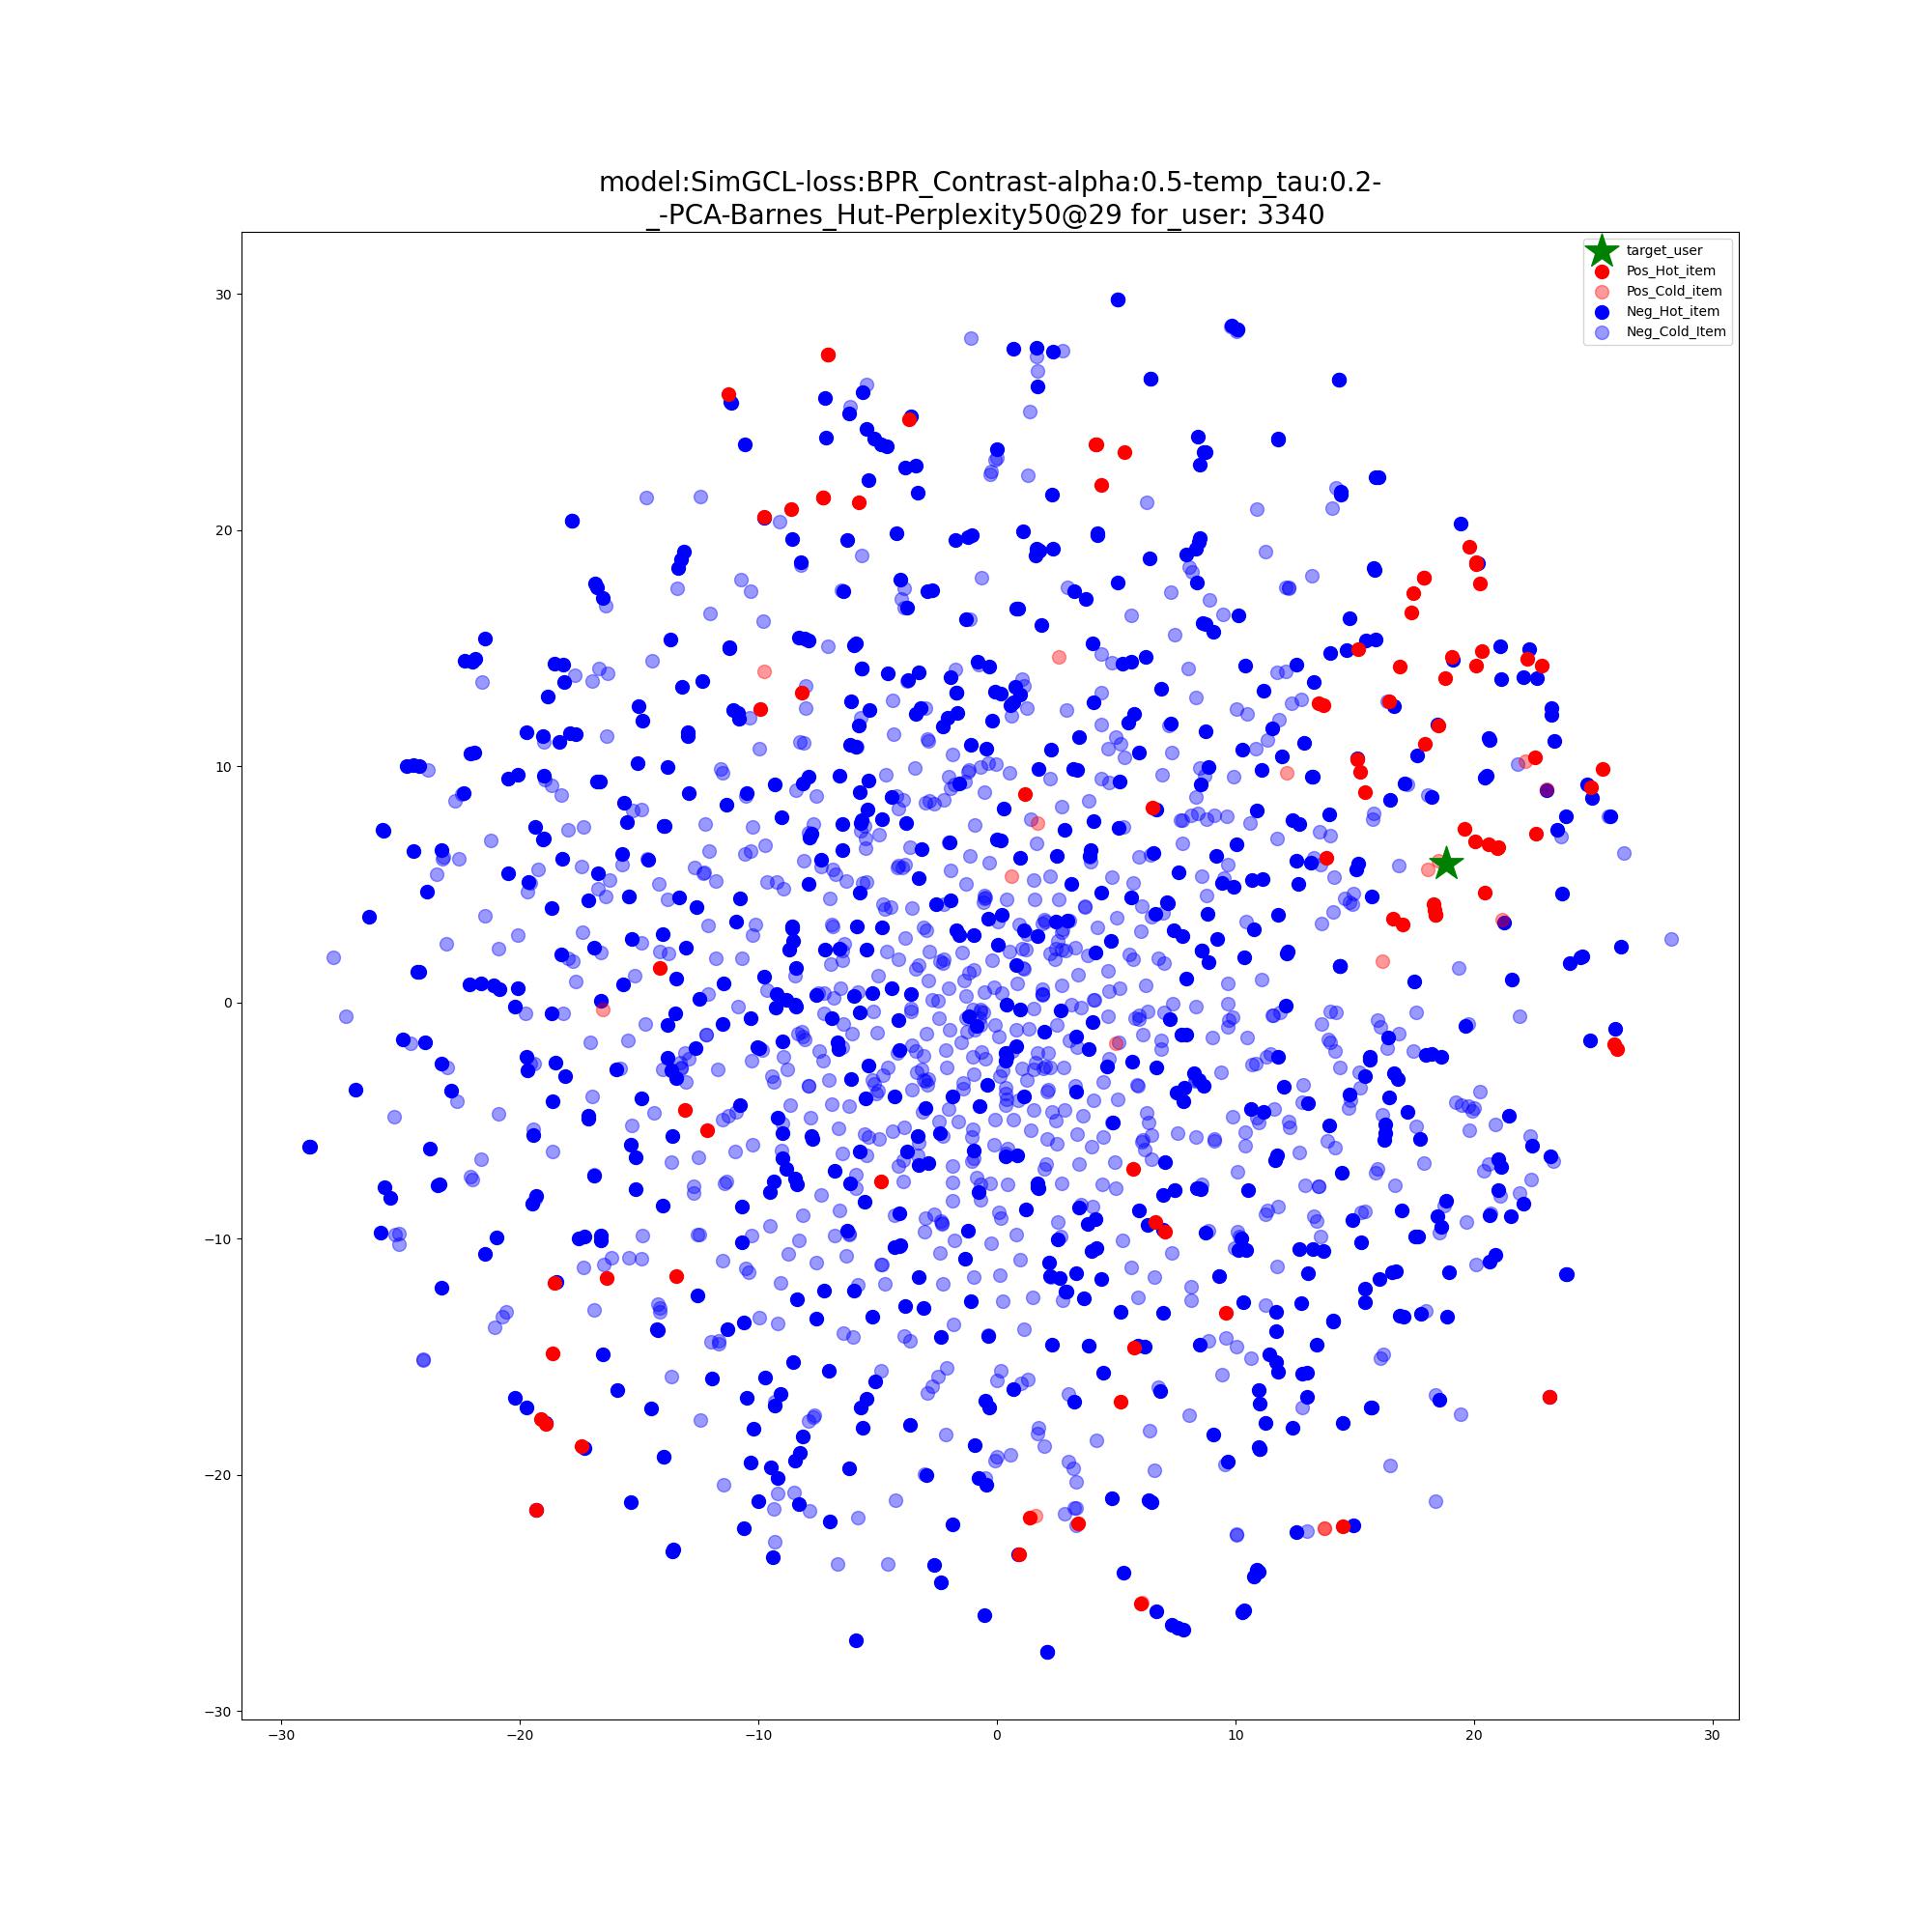 model:SimGCL-loss:BPR_Contrast-alpha:0.5-temp_tau:0.2-
_-PCA-Barnes_Hut-Perplexity50@29 for_user: 3340
target_user
Pos_Hot_item
Pos_Cold_item
Neg_Hot_item
Neg_Cold_Item
30
20
10
0
−10
−20
−30
−30
−20
−10
0
10
20
30